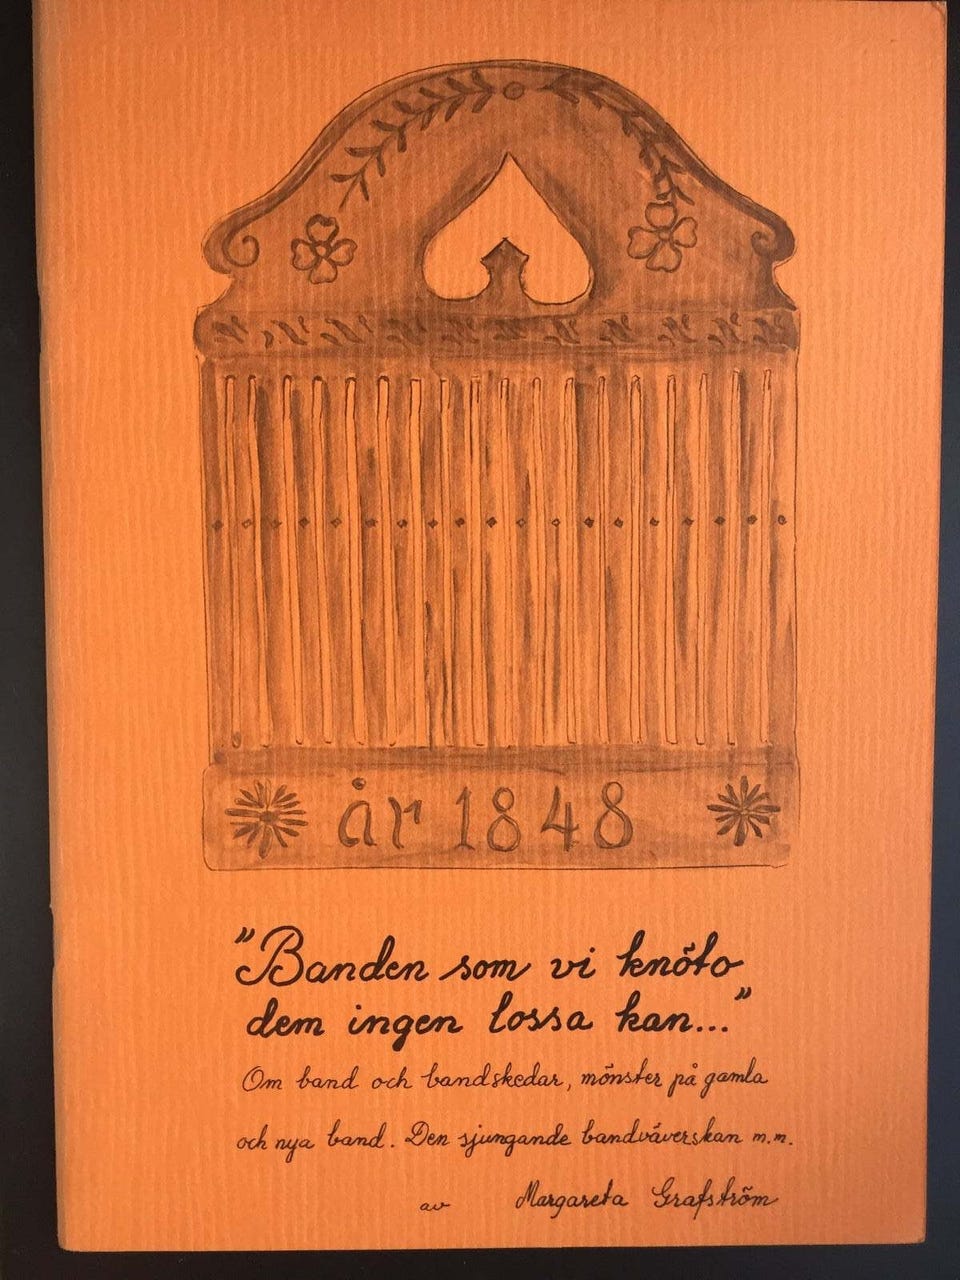 år 1848
"Banden som vi knöto
dem ingen lossa kan..."
Om band och bandskedar, mönster på gamla
och nya band. Den sjungande bandväverskan m.m.
av Margareta Grafström